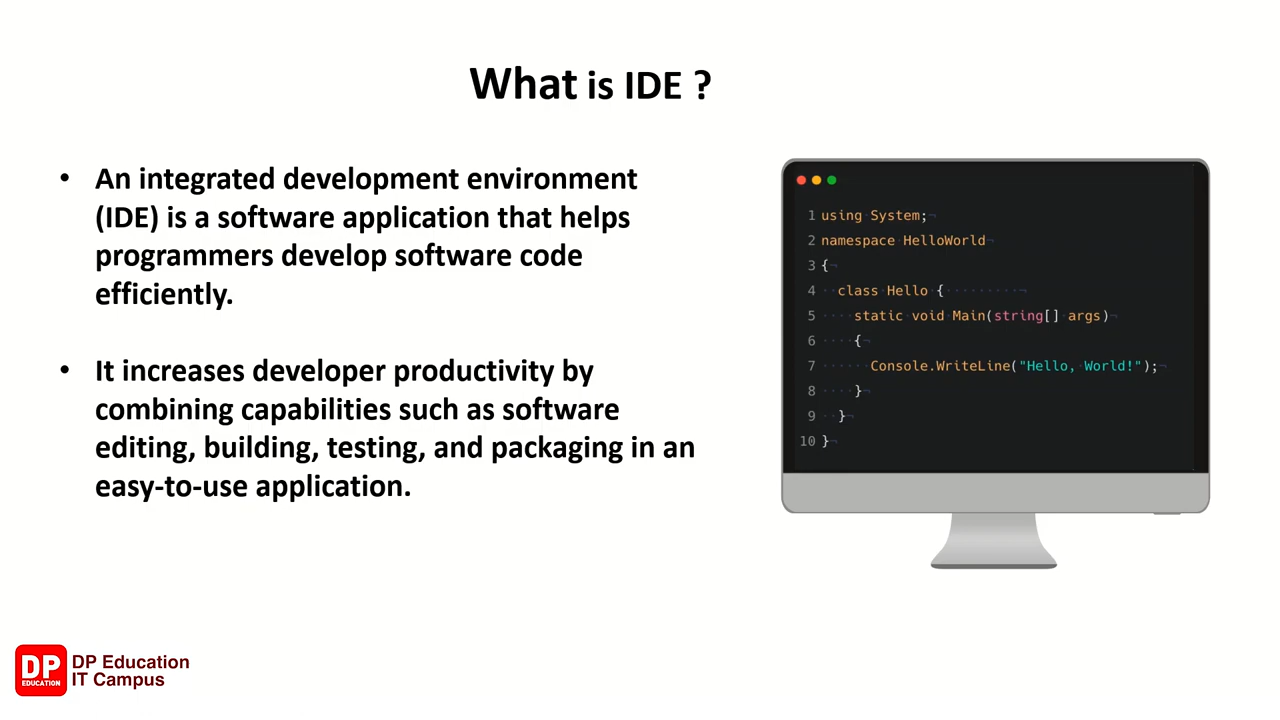 What is IDE ?
• An integrated development environment
(IDE) is a software application that helps
programmers develop software code
efficiently.
• It increases developer productivity by
combining capabilities such as software
editing, building, testing, and packaging in an
easy-to-use application.
1 using System;
2 namespace HelloWorld
3 {
4 class Hello {
5 static void Main(string[] args)
6 {
7 Console.WriteLine("Hello, World!");
8 }
9 }
10 }
DP
EDUCATION
DP Education
IT Campus